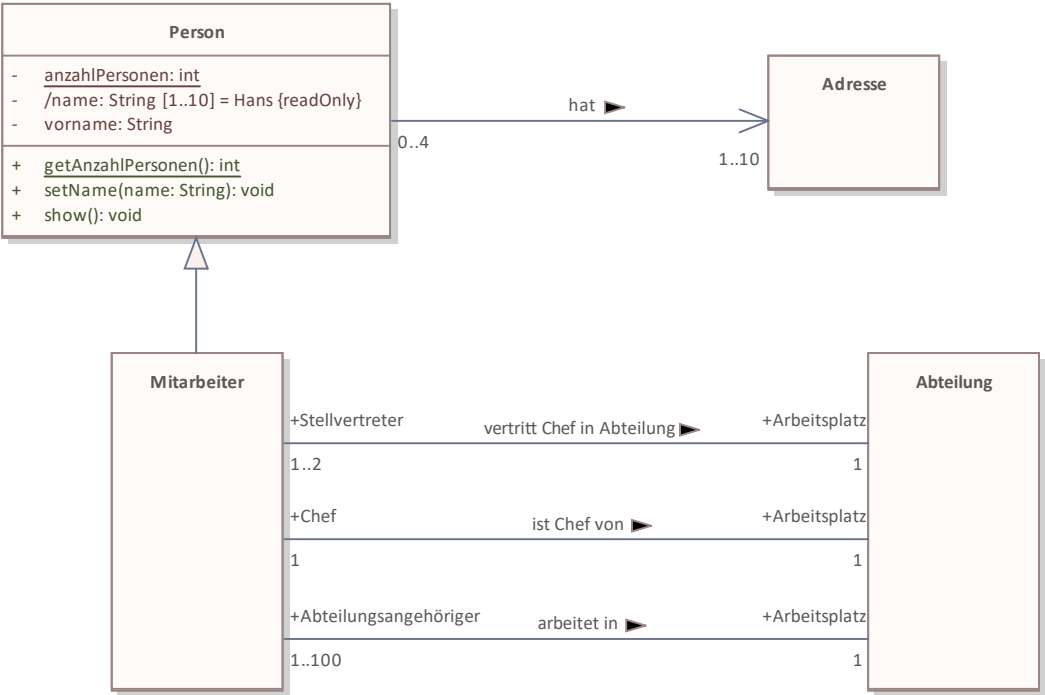 Person
- anzahlPersonen: int
- /name: String [1..10] = Hans {readOnly}
- vorname: String
+ getAnzahlPersonen(): int
+ setName(name: String): void
+ show(): void
hat
0..4
1..10
Adresse
Mitarbeiter
Abteilung
+Stellvertreter
vertritt Chef in Abteilung
+Arbeitsplatz
1..2
1
+Chef
ist Chef von
+Arbeitsplatz
1
1
+Abteilungsangehöriger
arbeitet in
+Arbeitsplatz
1..100
1